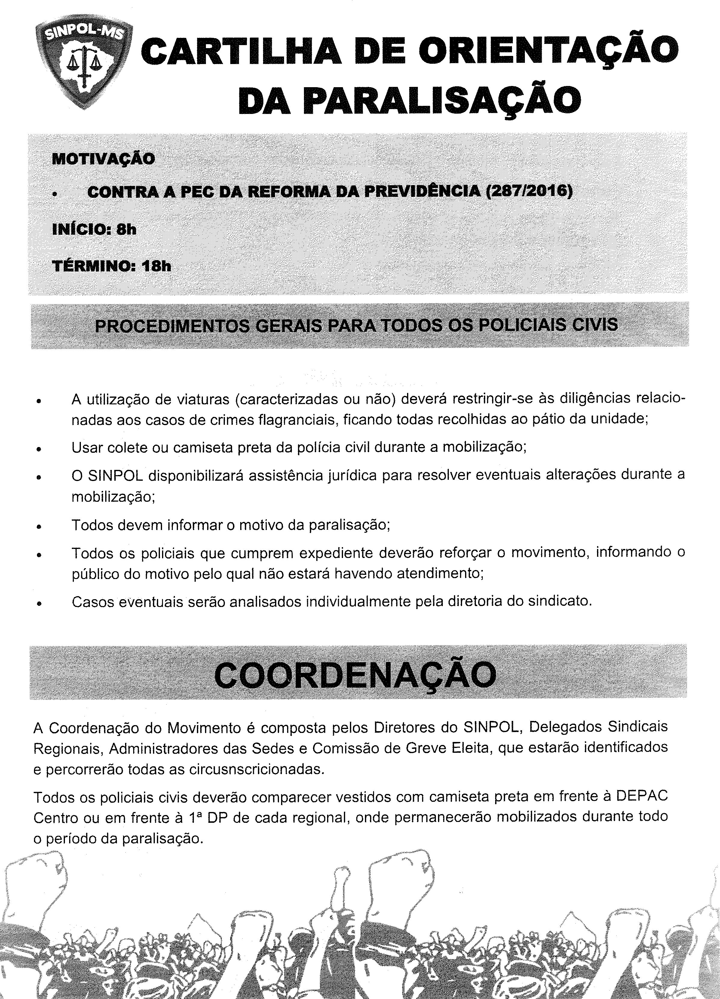 SINPOL-MS
CARTILHA DE ORIENTAÇÃO
DA PARALISAÇÃO
MOTIVAÇÃO
• CONTRA A PEC DA REFORMA DA PREVIDÊNCIA (287/2016)
INÍCIO: 8h
TÉRMINO: 18h
PROCEDIMENTOS GERAIS PARA TODOS OS POLICIAIS CIVIS
• A utilização de viaturas (caracterizadas ou não) deverá restringir-se às diligências relacio-
nadas aos casos de crimes flagranciais, ficando todas recolhidas ao pátio da unidade;
• Usar colete ou camiseta preta da polícia civil durante a mobilização;
• O SINPOL disponibilizará assistência jurídica para resolver eventuais alterações durante a
mobilização;
• Todos devem informar o motivo da paralisação;
• Todos os policiais que cumprem expediente deverão reforçar o movimento, informando o
público do motivo pelo qual não estará havendo atendimento;
• Casos eventuais serão analisados individualmente pela diretoria do sindicato.
COORDENAÇÃO
A Coordenação do Movimento é composta pelos Diretores do SINPOL, Delegados Sindicais
Regionais, Administradores das Sedes e Comissão de Greve Eleita, que estarão identificados
e percorrerão todas as circusnscricionadas.
Todos os policiais civis deverão comparecer vestidos com camiseta preta em frente à DEPAC
Centro ou em frente à 1ª DP de cada regional, onde permanecerão mobilizados durante todo
o período da paralisação.